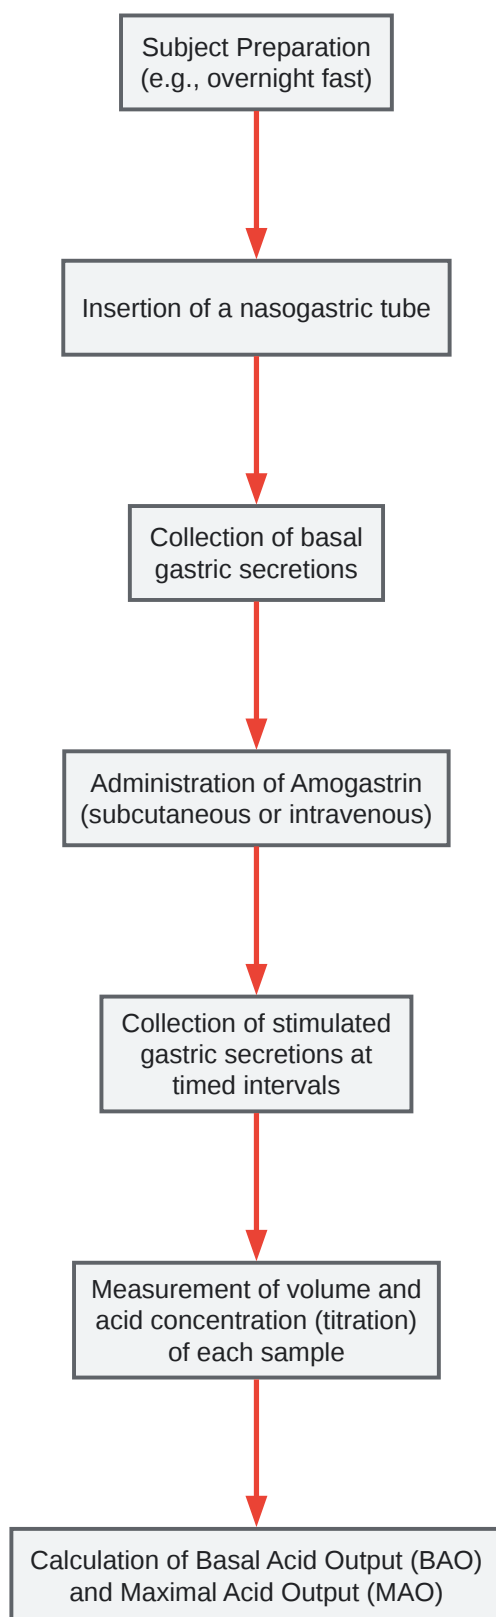 Subject Preparation
(e.g., overnight fast)
Insertion of a nasogastric tube
Collection of basal
gastric secretions
Administration of Amogastrin
(subcutaneous or intravenous)
Collection of stimulated
gastric secretions at
timed intervals
Measurement of volume and
acid concentration (titration)
of each sample
Calculation of Basal Acid Output (BAO)
and Maximal Acid Output (MAO)